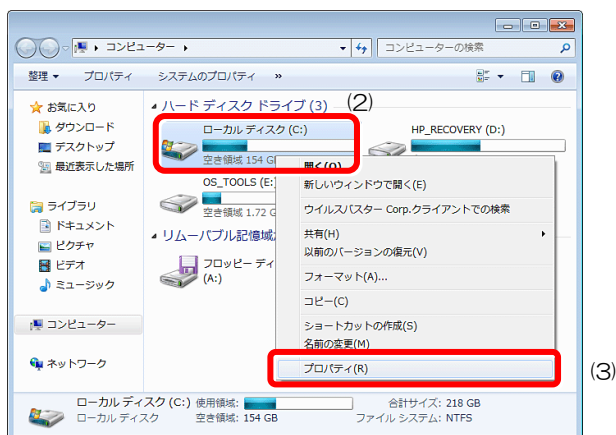 コンピューター
コンピューターの検索
整理 プロパティ システムのプロパティ »
お気に入り
ダウンロード
デスクトップ
最近表示した場所
ライブラリ
ドキュメント
ピクチャ
ビデオ
ミュージック
コンピューター
ネットワーク
ハード ディスク ドライブ (3)
(2)
ローカル ディスク (C:)
空き領域 154 G
HP_RECOVERY (D:)
OS_TOOLS (E:
空き領域 1.72 G
リムーバブル記憶域
フロッピー ディ
(A:)
開く(O)
新しいウィンドウで開く(E)
ウイルスバスター Corp.クライアントでの検索
共有(H)
以前のバージョンの復元(V)
フォーマット(A)...
コピー(C)
ショートカットの作成(S)
名前の変更(M)
プロパティ(R)
(3)
ローカル ディスク (C:) 使用領域: 合計サイズ: 218 GB
ローカル ディスク 空き領域: 154 GB ファイル システム: NTFS